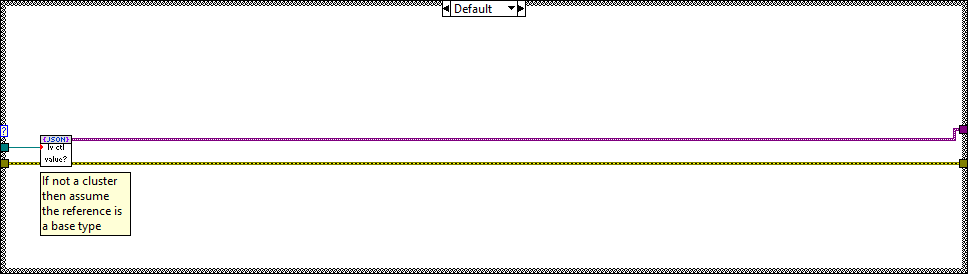 Default
?
{JSON}
lv ctl
value?
If not a cluster
then assume
the reference is
a base type